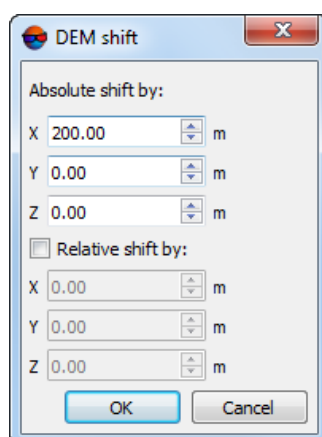 DEM shift
Absolute shift by:
X 200.00 m
Y 0.00 m
Z 0.00 m
Relative shift by:
X 0.00 m
Y 0.00 m
Z 0.00 m
OK Cancel